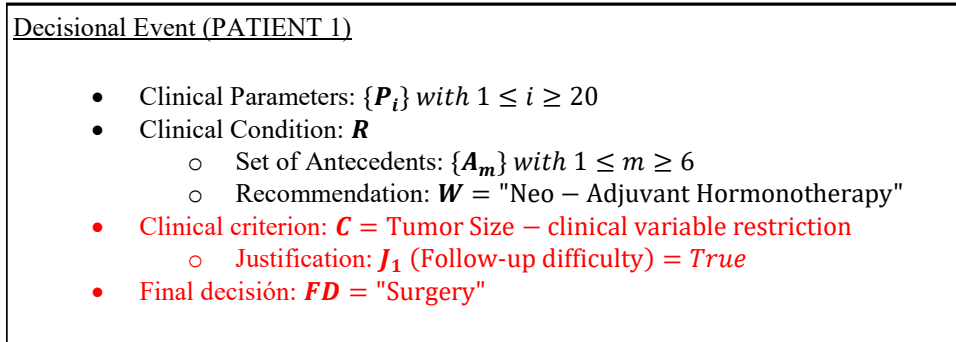 Decisional Event (PATIENT 1)
• Clinical Parameters: {𝑷𝒊} 𝑤𝑖𝑡ℎ 1 ≤ 𝑖 ≥ 20
• Clinical Condition: 𝑹
o Set of Antecedents: {𝑨𝒎} 𝑤𝑖𝑡ℎ 1 ≤ 𝑚 ≥ 6
o Recommendation: 𝑾 = "Neo − Adjuvant Hormonotherapy"
• Clinical criterion: 𝑪 = Tumor Size − clinical variable restriction
o Justification: 𝑱𝟏 (Follow-up difficulty) = 𝑇𝑟𝑢𝑒
• Final decisión: 𝑭𝑫 = "Surgery"